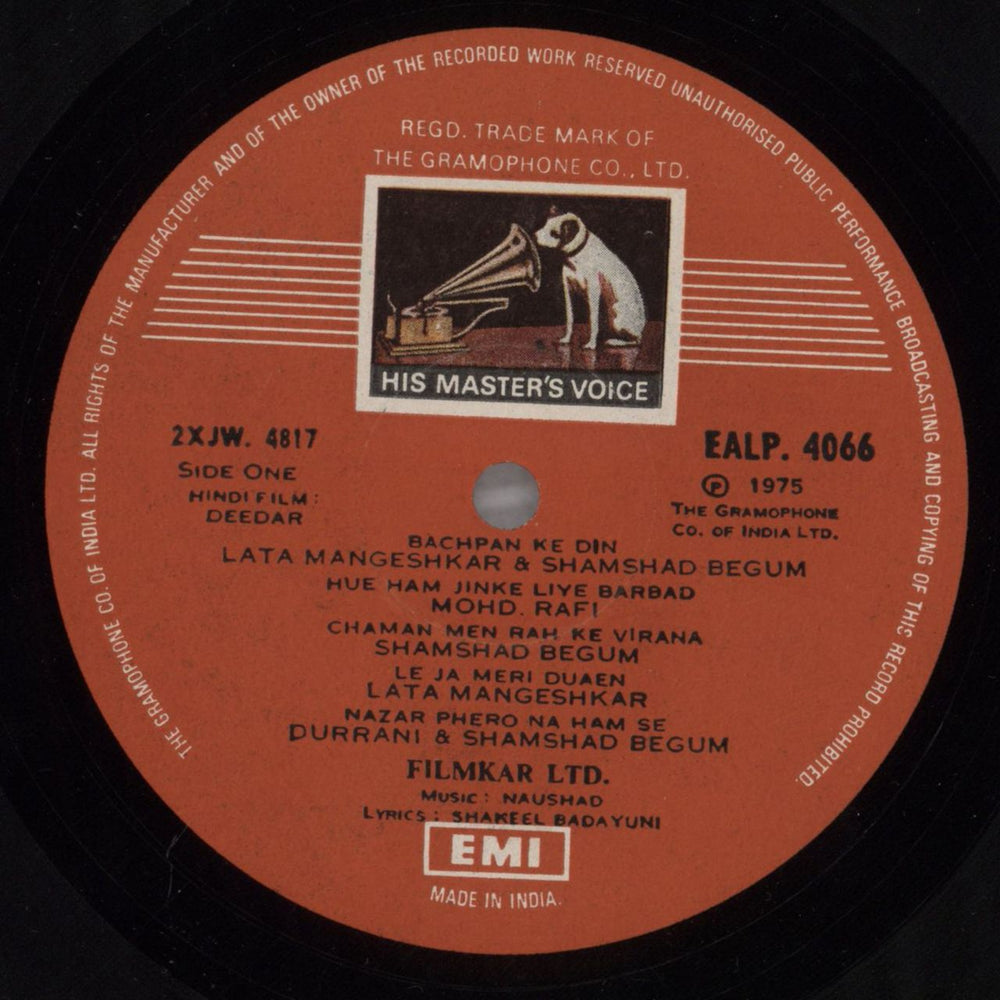 THE GRAMOPHONE CO. OF INDIA LTD. ALL RIGHTS OF THE MANUFACTURER AND OF THE OWNER OF THE RECORDED WORK RESERVED UNAUTHORISED PUBLIC PERFORMANCE BROADCASTING AND COPYING OF THIS RECORD PROHIBITED.
REGD. TRADE MARK OF
THE GRAMOPHONE CO., LTD.
HIS MASTER'S VOICE
2XJW. 4817
SIDE ONE
HINDI FILM:
DEEDAR
EALP. 4066
℗ 1975
THE GRAMOPHONE
CO. OF INDIA LTD.
BACHPAN KE DIN
LATA MANGESHKAR & SHAMSHAD BEGUM
HUE HAM JINKE LIYE BARBAD
MOHD. RAFI
CHAMAN MEN RAH KE VIRANA
SHAMSHAD BEGUM
LE JA MERI DUAEN
LATA MANGESHKAR
NAZAR PHERO NA HAM SE
DURRANI & SHAMSHAD BEGUM
FILMKAR LTD.
MUSIC: NAUSHAD
LYRICS: SHAKEEL BADAYUNI
EMI
MADE IN INDIA.